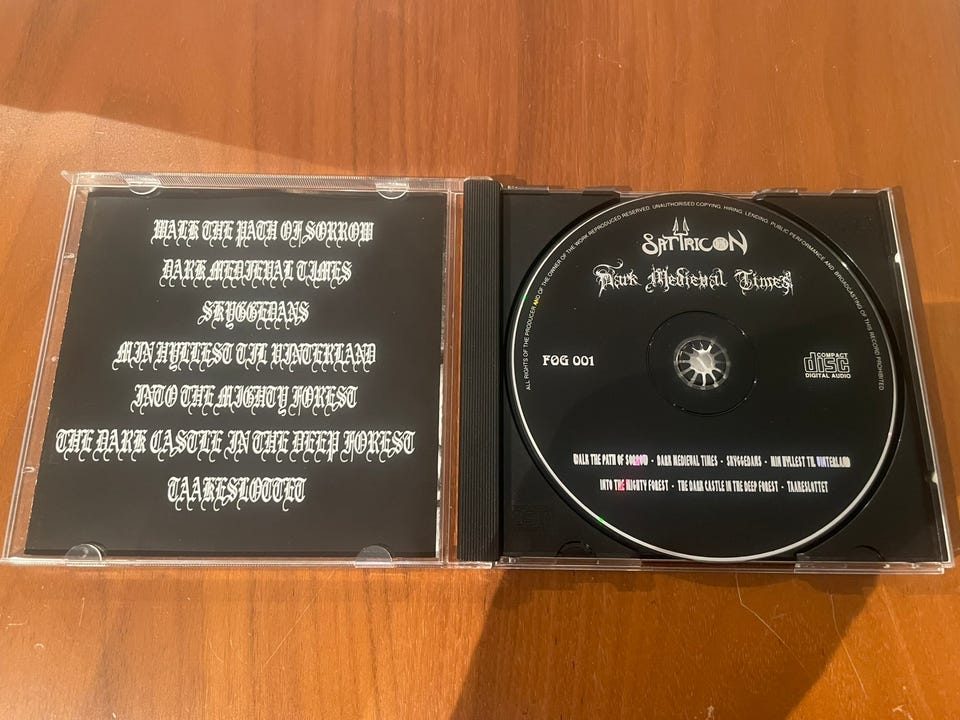 WALK THE PATH OF SORROW
DARK MEDIEVAL TIMES
SKYGGEDANS
MIN HYLLEST TIL VINTERLAND
INTO THE MIGHTY FOREST
THE DARK CASTLE IN THE DEEP FOREST
TAAKESLOTTET
ALL RIGHTS OF THE PRODUCER AND OF THE OWNER OF THE WORK REPRODUCED RESERVED. UNAUTHORISED COPYING, HIRING, LENDING, PUBLIC PERFORMANCE AND BROADCASTING OF THIS RECORD PROHIBITED
SATYRICON
Dark Medieval Times
FOG 001
COMPACT
disc
DIGITAL AUDIO
WALK THE PATH OF SORROW - DARK MEDIEVAL TIMES - SKYGGEDANS - MIN HYLLEST TIL VINTERLAND
INTO THE MIGHTY FOREST - THE DARK CASTLE IN THE DEEP FOREST - TAAKESLOTTET